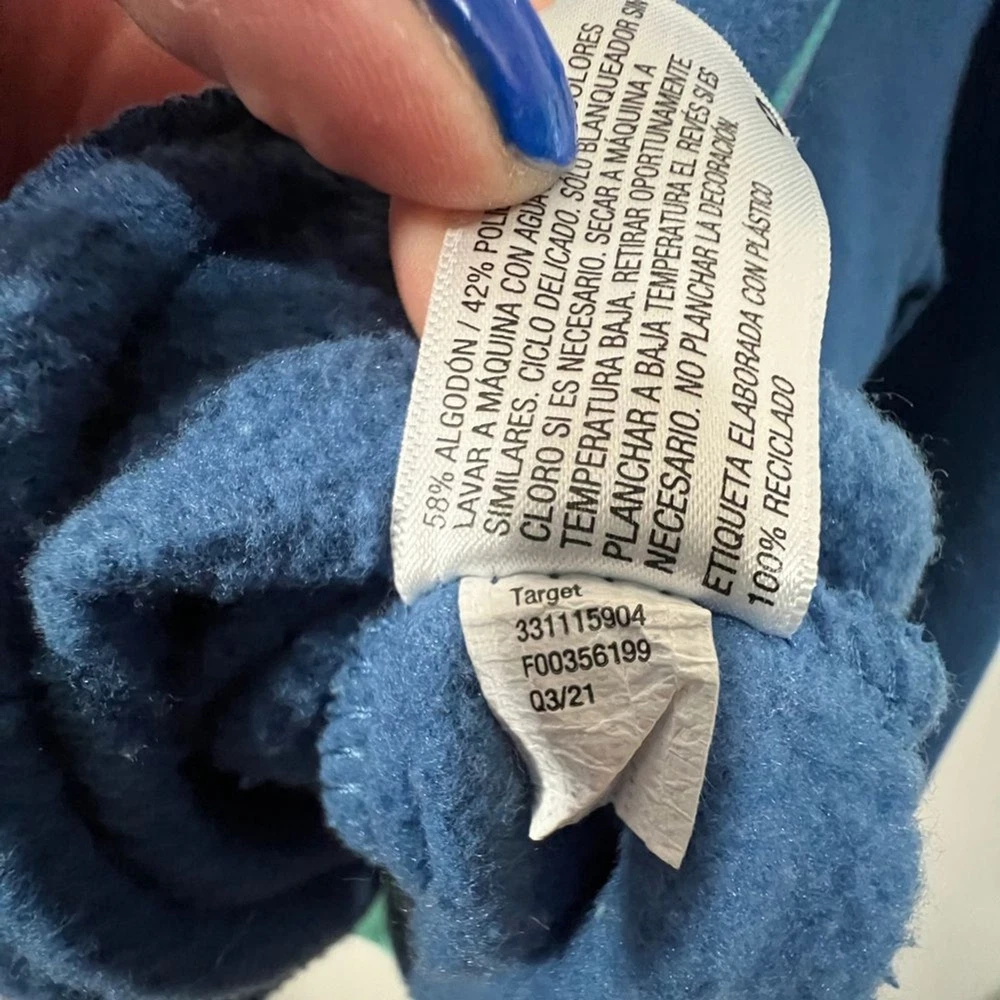 58% ALGODÓN / 42%
LAVAR A MÁQUINA CON AGUA
SIMILARES. CICLO DELICADO. SOLO BLANQUEADOR SIN
CLORO SI ES NECESARIO. SECAR A MÁQUINA A
TEMPERATURA BAJA. RETIRAR OPORTUNAMENTE
PLANCHAR A BAJA TEMPERATURA EL REVÉS SI ES
NECESARIO. NO PLANCHAR LA DECORACIÓN.
ETIQUETA ELABORADA CON PLÁSTICO
100% RECICLADO
Target
331115904
F00356199
Q3/21